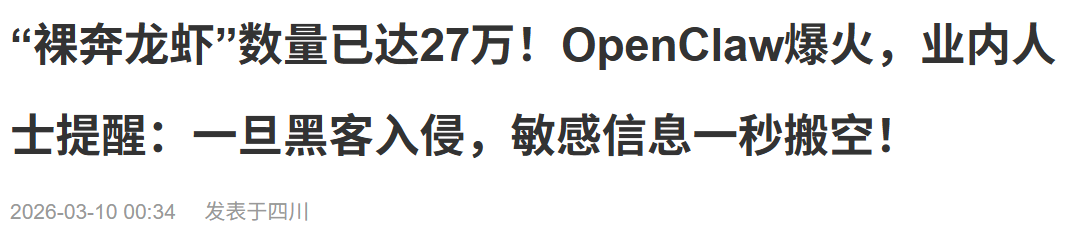 “裸奔龙虾”数量已达27万！OpenClaw爆火，业内人
士提醒：一旦黑客入侵，敏感信息一秒搬空！
2026-03-10 00:34 发表于四川